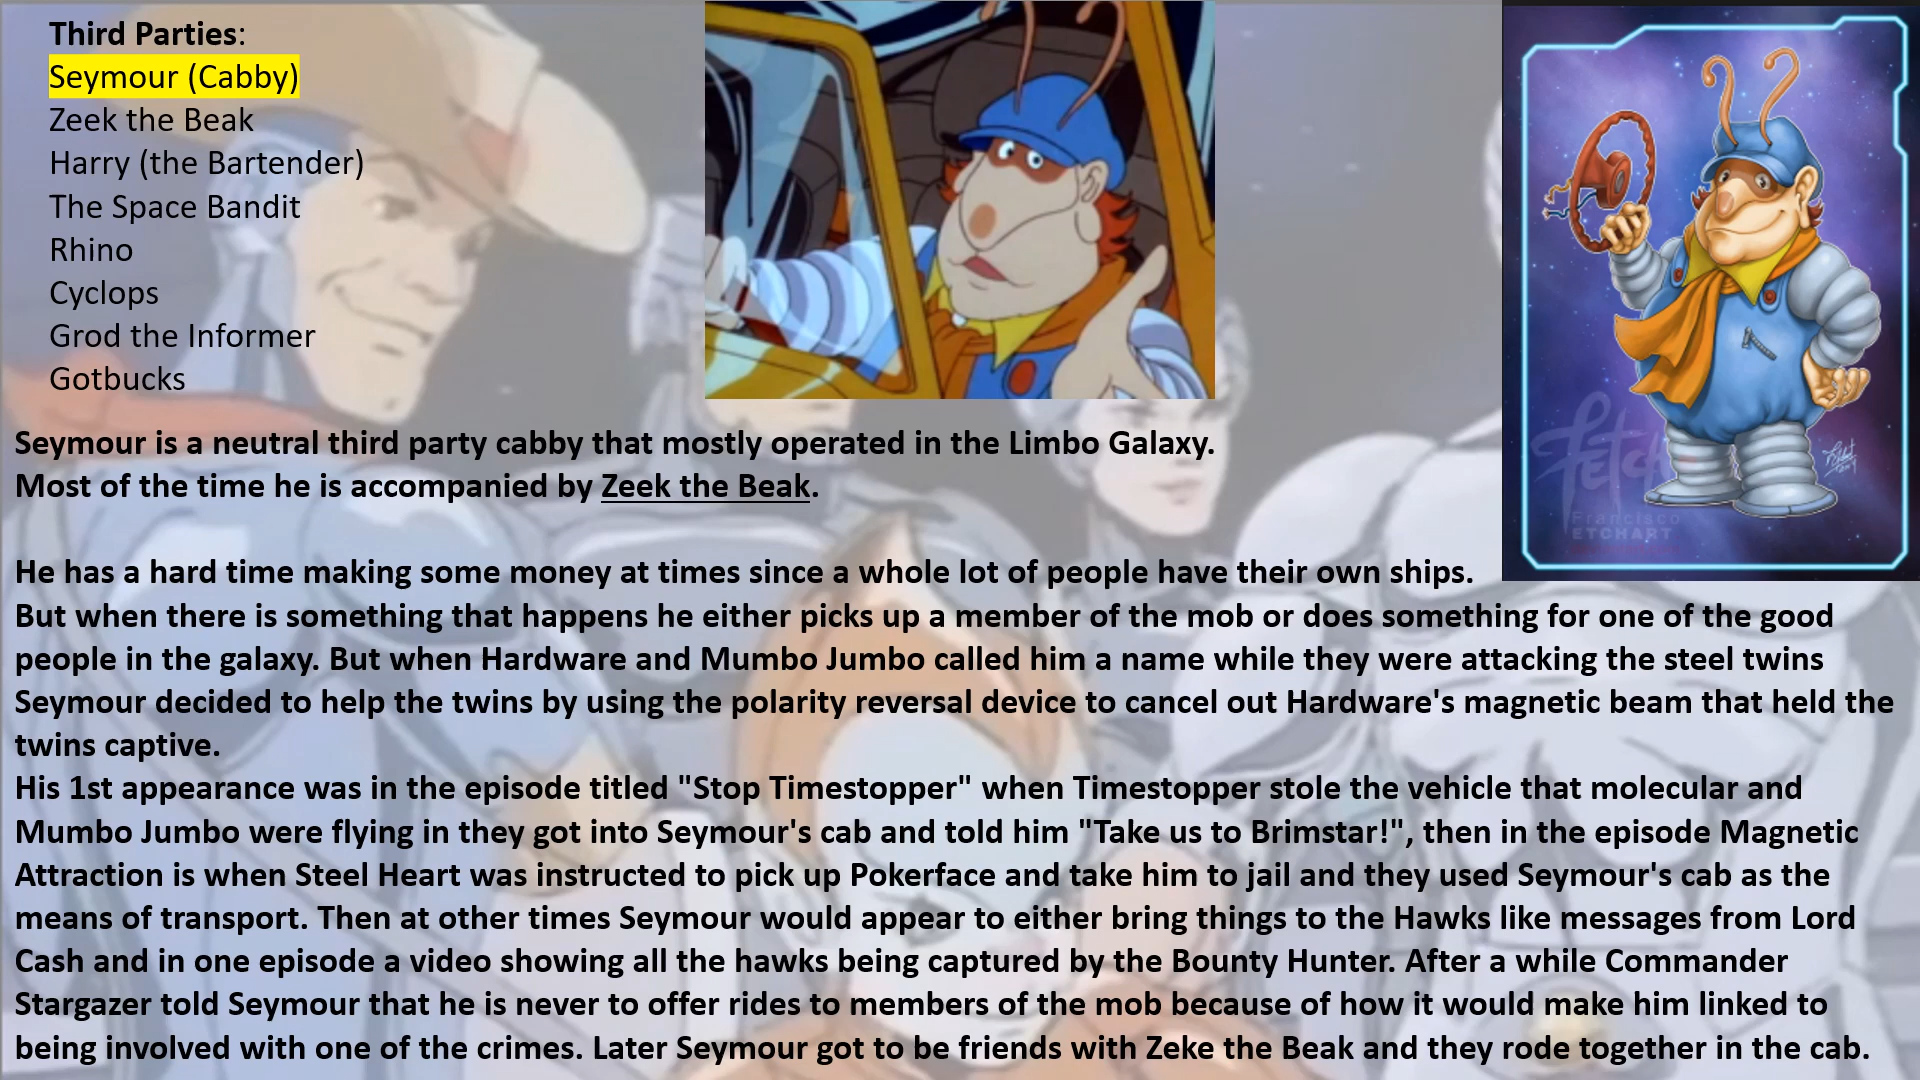 Third Parties:
Seymour (Cabby)
Zeek the Beak
Harry (the Bartender)
The Space Bandit
Rhino
Cyclops
Grod the Informer
Gotbucks
Seymour is a neutral third party cabby that mostly operated in the Limbo Galaxy.
Most of the time he is accompanied by Zeek the Beak.
He has a hard time making some money at times since a whole lot of people have their own ships.
But when there is something that happens he either picks up a member of the mob or does something for one of the good
people in the galaxy. But when Hardware and Mumbo Jumbo called him a name while they were attacking the steel twins
Seymour decided to help the twins by using the polarity reversal device to cancel out Hardware's magnetic beam that held the
twins captive.
His 1st appearance was in the episode titled "Stop Timestopper" when Timestopper stole the vehicle that molecular and
Mumbo Jumbo were flying in they got into Seymour's cab and told him "Take us to Brimstar!", then in the episode Magnetic
Attraction is when Steel Heart was instructed to pick up Pokerface and take him to jail and they used Seymour's cab as the
means of transport. Then at other times Seymour would appear to either bring things to the Hawks like messages from Lord
Cash and in one episode a video showing all the hawks being captured by the Bounty Hunter. After a while Commander
Stargazer told Seymour that he is never to offer rides to members of the mob because of how it would make him linked to
being involved with one of the crimes. Later Seymour got to be friends with Zeke the Beak and they rode together in the cab.
Francisco
ETCHART